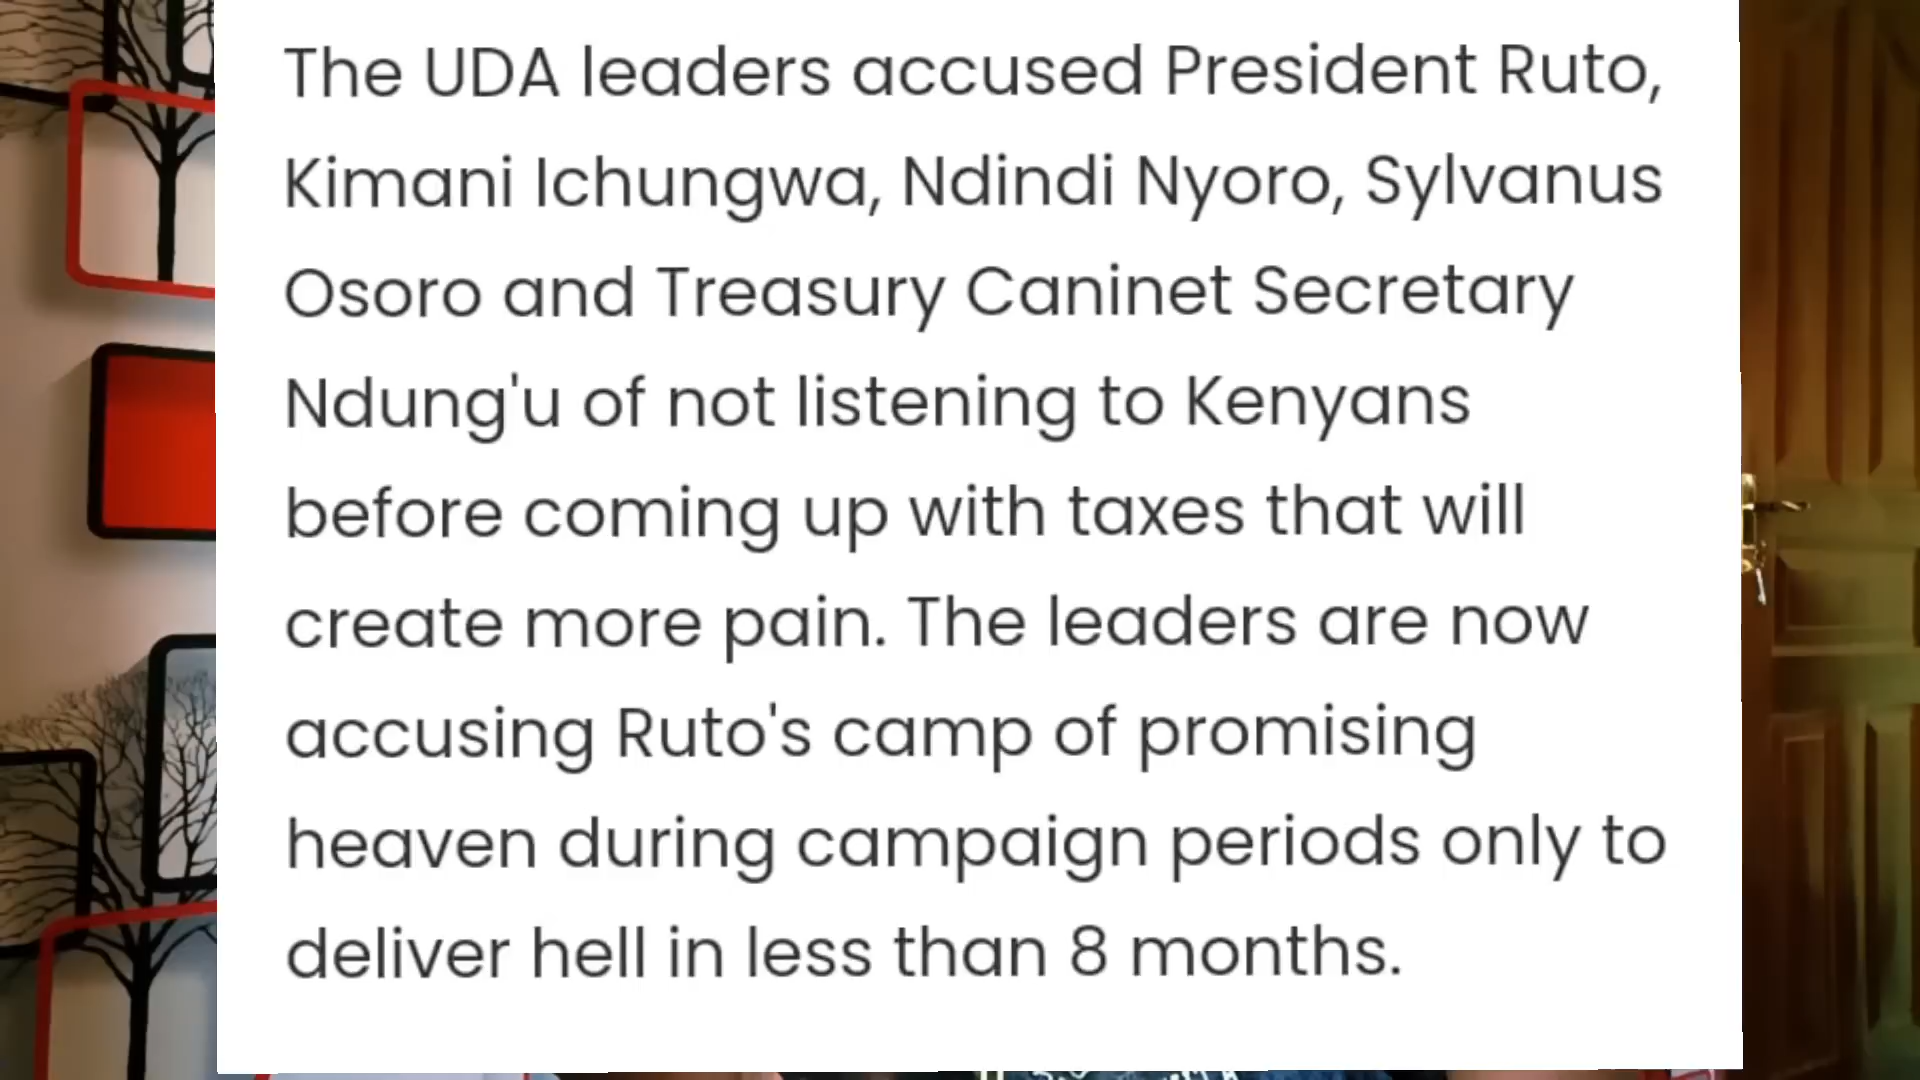 The UDA leaders accused President Ruto,
Kimani Ichungwa, Ndindi Nyoro, Sylvanus
Osoro and Treasury Caninet Secretary
Ndung'u of not listening to Kenyans
before coming up with taxes that will
create more pain. The leaders are now
accusing Ruto's camp of promising
heaven during campaign periods only to
deliver hell in less than 8 months.